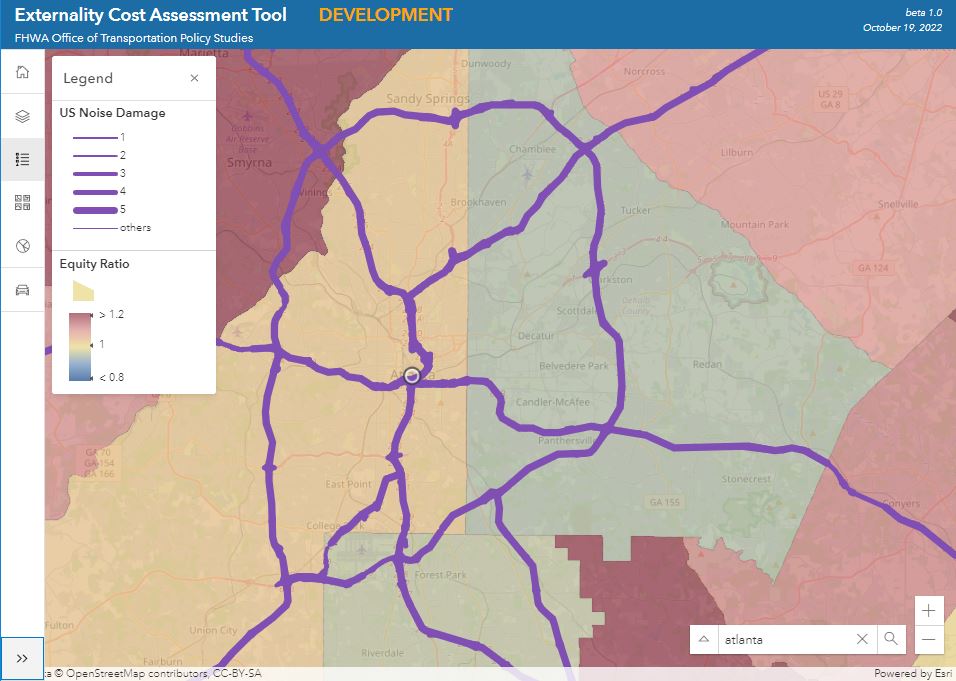 Externality Cost Assessment Tool DEVELOPMENT
FHWA Office of Transportation Policy Studies
beta 1.0
October 19, 2022
Legend
US Noise Damage
1
2
3
4
5
others
Equity Ratio
> 1.2
1
< 0.8
Marietta
Dunwoody
Norcross
Sandy Springs
US 29
GA 8
Dobbins
Air Reserve
Base
Smyrna
Chamblee
Lilburn
Vinings
Brookhaven
Tucker
Snellville
Mountain Park
GA 124
Clarkston
Scottdale
DeKalb
County
Decatur
Belvedere Park
Redan
Atlanta
Candler-McAfee
Panthersville
GA 70
GA 154
GA 166
East Point
Stonecrest
GA 155
Conyers
College Park
Forest Park
Fulton
Union City
Riverdale
Fairburn
atlanta
© OpenStreetMap contributors, CC-BY-SA
Powered by Esri